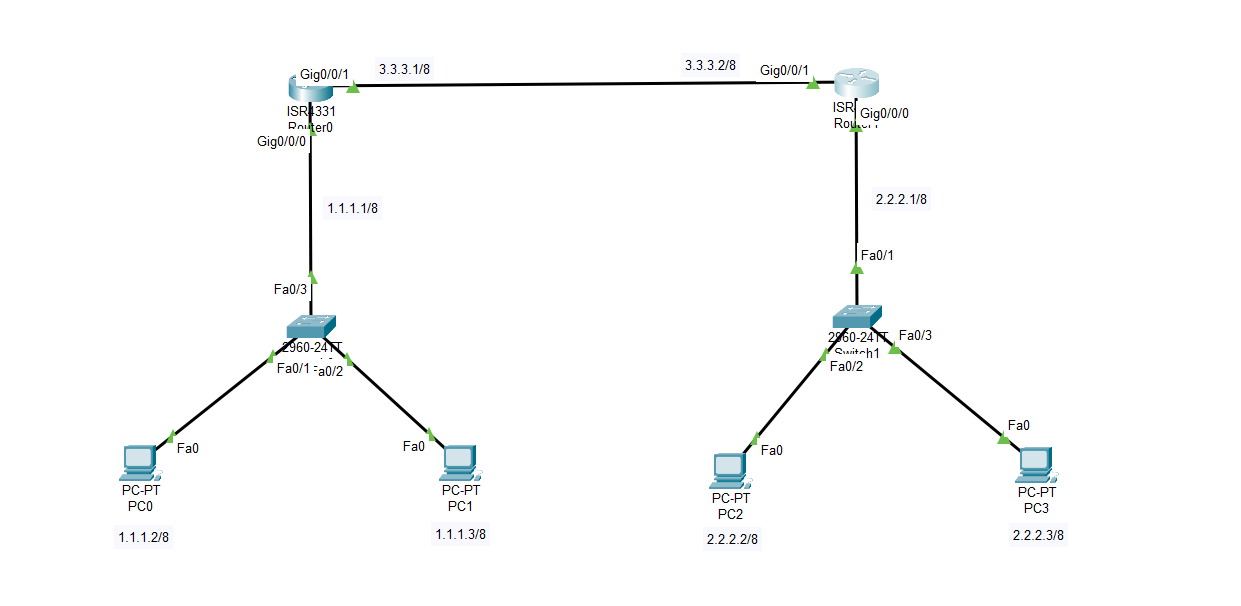 Gig0/0/1
3.3.3.1/8
3.3.3.2/8
Gig0/0/1
ISR4331
Router0
Gig0/0/0
Gig0/0/0
1.1.1.1/8
2.2.2.1/8
Fa0/3
Fa0/1
2960-24TT
Fa0/1
Fa0/2
2960-24TT
Switch1
Fa0/3
Fa0/2
Fa0
PC-PT
PC0
1.1.1.2/8
Fa0
PC-PT
PC1
1.1.1.3/8
Fa0
PC-PT
PC2
2.2.2.2/8
Fa0
PC-PT
PC3
2.2.2.3/8